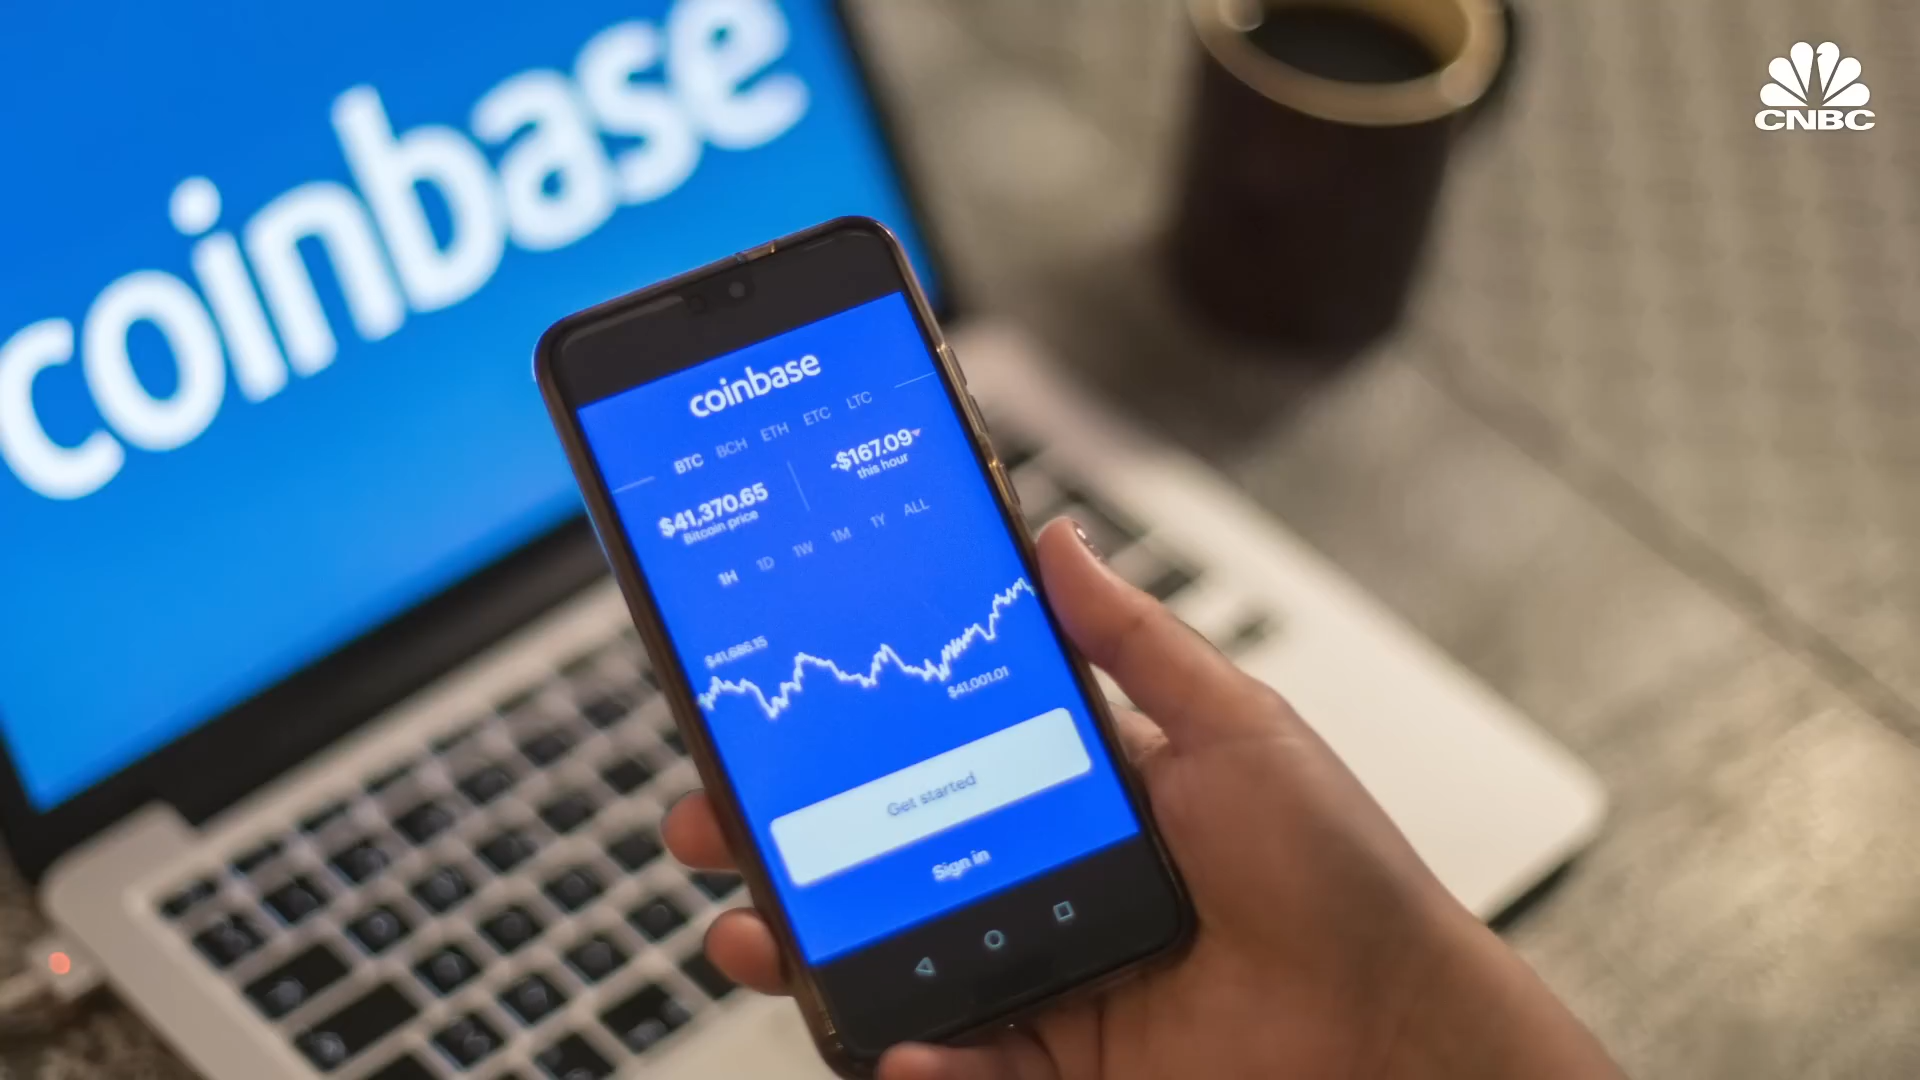 coinbase
CNBC
coinbase
BTC BCH ETH ETC LTC
$41,370.65
Bitcoin price
-$167.09
this hour
1H 1D 1W 1M 1Y ALL
$41,686.15
$41,001.01
Get started
Sign in